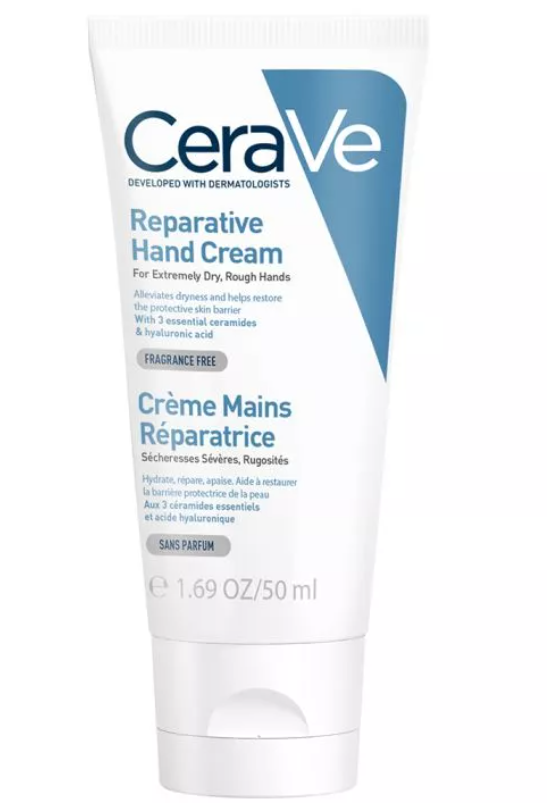 CeraVe
DEVELOPED WITH DERMATOLOGISTS
Reparative
Hand Cream
For Extremely Dry, Rough Hands
Alleviates dryness and helps restore
the protective skin barrier
With 3 essential ceramides
& hyaluronic acid
FRAGRANCE FREE
Crème Mains
Réparatrice
Sécheresses Sévères, Rugosités
Hydrate, répare, apaise. Aide à restaurer
la barrière protectrice de la peau
Aux 3 céramides essentiels
et acide hyaluronique
SANS PARFUM
℮ 1.69 OZ/50 ml